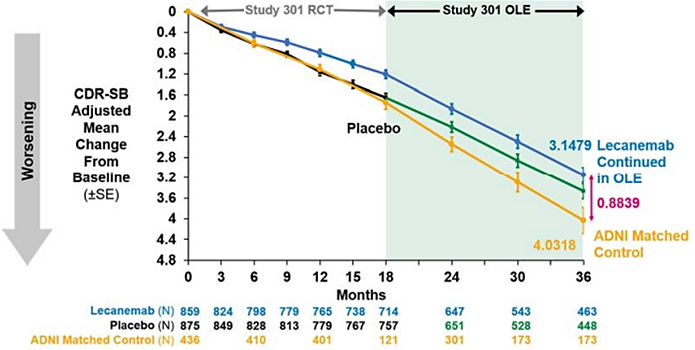 Study 301 RCT
Study 301 OLE
Worsening
CDR-SB
Adjusted
Mean
Change
From
Baseline
(±SE)
0
0.4
0.8
1.2
1.6
2
2.4
2.8
3.2
3.6
4
4.4
4.8
Placebo
3.1479 Lecanemab
Continued
in OLE
0.8839
ADNI Matched
Control
4.0318
0 3 6 9 12 15 18 24 30 36
Months
Lecanemab (N) 859 824 798 779 765 738 714 647 543 463
Placebo (N) 875 849 828 813 779 767 757 651 528 448
ADNI Matched Control (N) 436 410 401 121 301 173 173